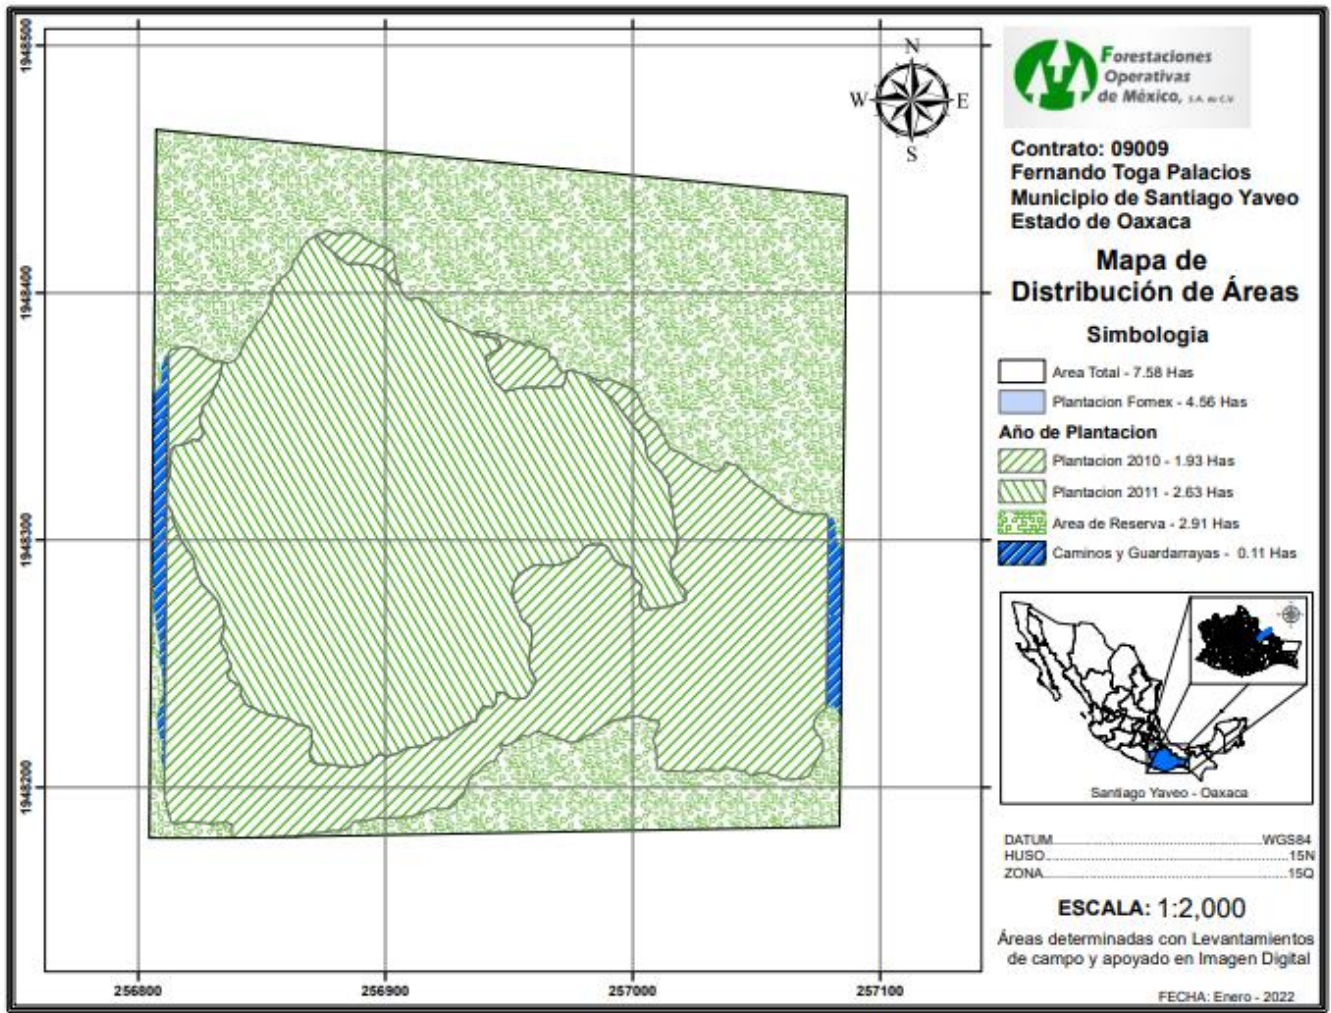 1948500
1948400
1948300
1948200
256800
256900
257000
257100
N
W
E
S
Forestaciones
Operativas
de México, S.A. de C.V.
Contrato: 09009
Fernando Toga Palacios
Municipio de Santiago Yaveo
Estado de Oaxaca
Mapa de
Distribución de Áreas
Simbologia
Area Total - 7.58 Has
Plantacion Fomex - 4.56 Has
Año de Plantacion
Plantacion 2010 - 1.93 Has
Plantacion 2011 - 2.63 Has
Area de Reserva - 2.91 Has
Caminos y Guardarrayas - 0.11 Has
Santiago Yaveo - Oaxaca
DATUM WGS84
HUSO 15N
ZONA 15Q
ESCALA: 1:2,000
Áreas determinadas con Levantamientos
de campo y apoyado en Imagen Digital
FECHA: Enero - 2022